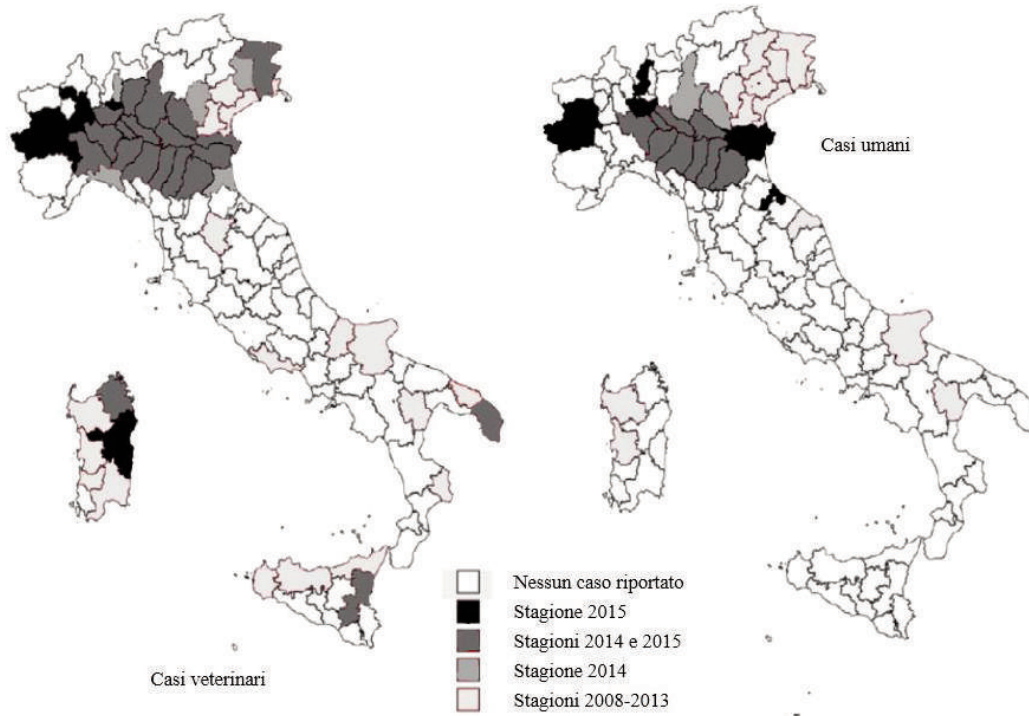 Casi umani
Nessun caso riportato
Stagione 2015
Stagioni 2014 e 2015
Stagione 2014
Stagioni 2008-2013
Casi veterinari